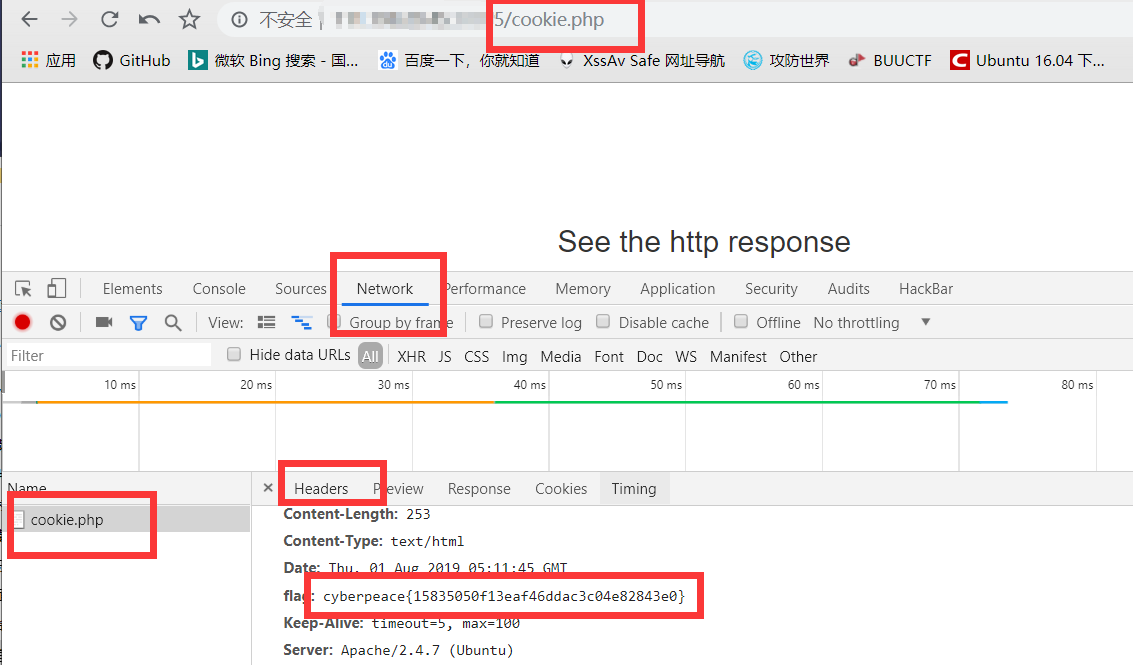 不安全 | 5/cookie.php
应用 GitHub 微软 Bing 搜索 - 国... 百度一下，你就知道 XssAv Safe 网址导航 攻防世界 BUUCTF Ubuntu 16.04 下...
See the http response
Elements Console Sources Network Performance Memory Application Security Audits HackBar
View: Group by frame Preserve log Disable cache Offline No throttling
Filter Hide data URLs All XHR JS CSS Img Media Font Doc WS Manifest Other
10 ms 20 ms 30 ms 40 ms 50 ms 60 ms 70 ms 80 ms
Name
× Headers Preview Response Cookies Timing
cookie.php
Content-Length: 253
Content-Type: text/html
Date: Thu, 01 Aug 2019 05:11:45 GMT
flag: cyberpeace{15835050f13eaf46ddac3c04e82843e0}
Keep-Alive: timeout=5, max=100
Server: Apache/2.4.7 (Ubuntu)